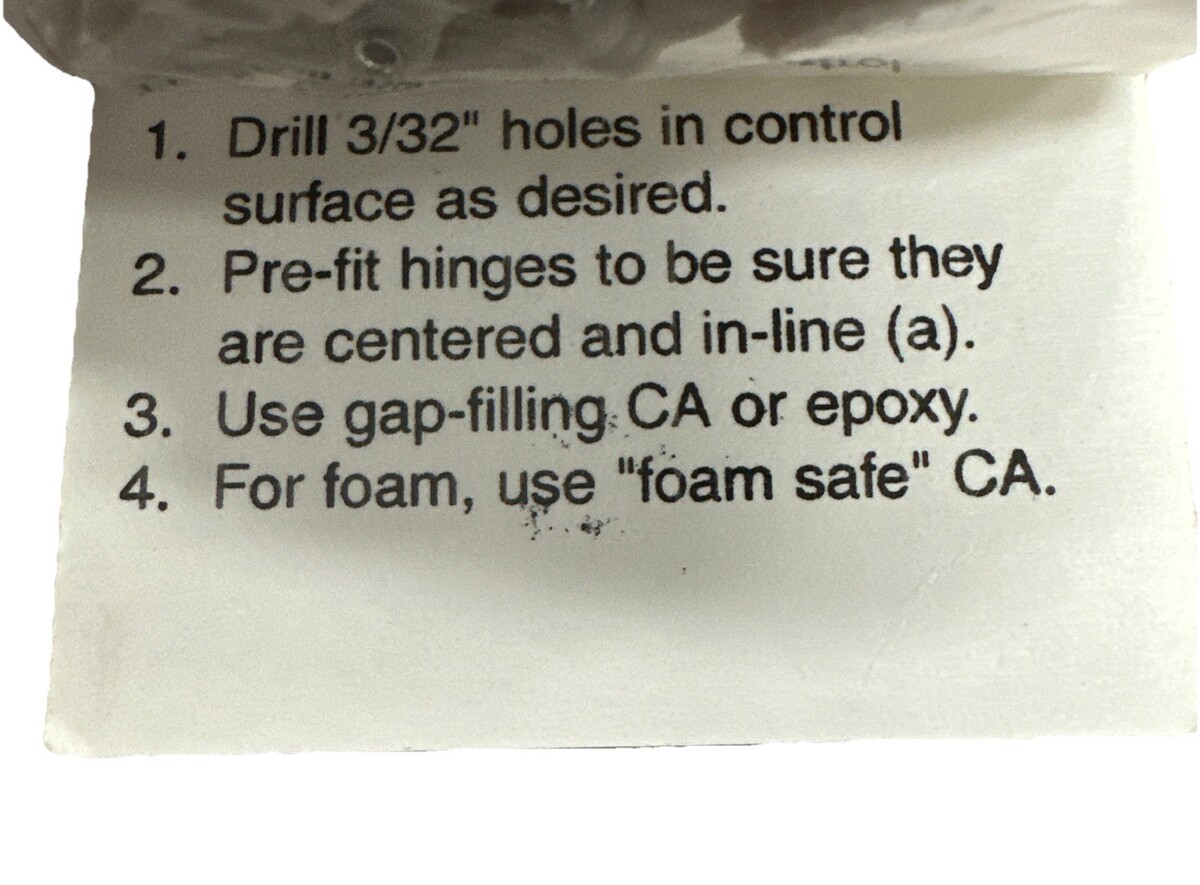 1. Drill 3/32" holes in control
surface as desired.
2. Pre-fit hinges to be sure they
are centered and in-line (a).
3. Use gap-filling CA or epoxy.
4. For foam, use "foam safe" CA.